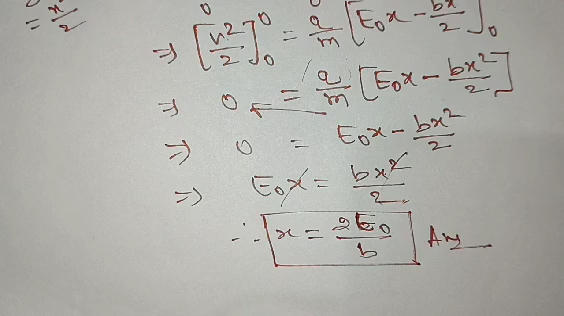 = x²/2
⇒ [v²/2]₀⁰ = q/m [E₀x − bx/2]₀
⇒ 0 = q/m [E₀x − bx²/2]
⇒ 0 = E₀x − bx²/2
⇒ E₀x = bx²/2
∴ x = 2E₀/b Ans